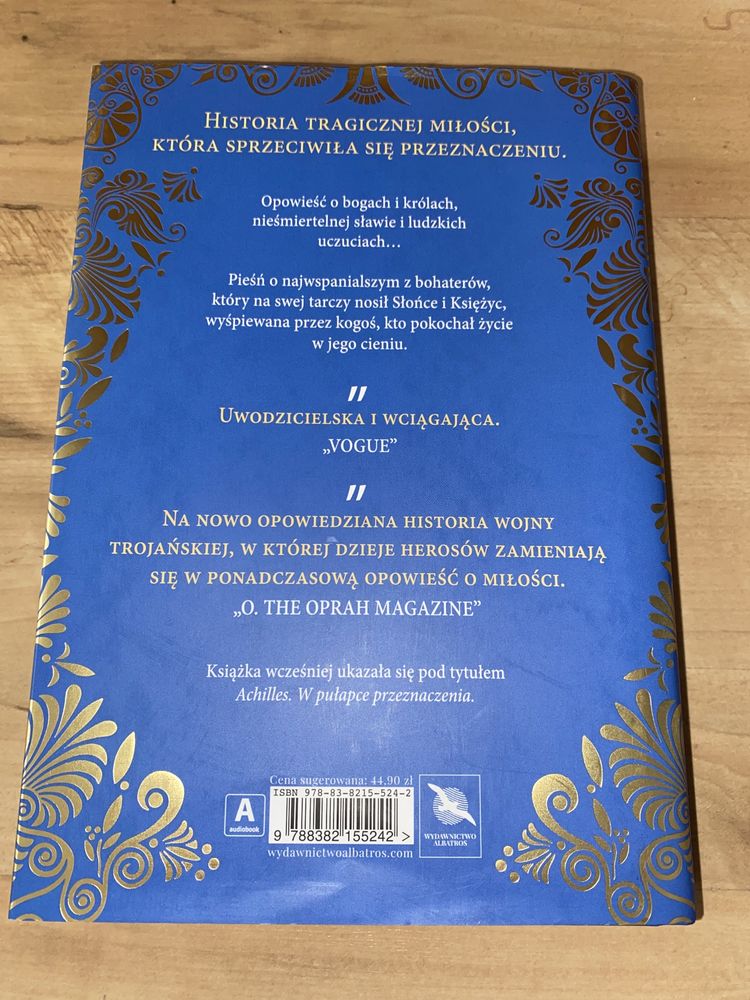 Historia tragicznej miłości,
która sprzeciwiła się przeznaczeniu.
Opowieść o bogach i królach,
nieśmiertelnej sławie i ludzkich
uczuciach...
Pieśń o najwspanialszym z bohaterów,
który na swej tarczy nosił Słońce i Księżyc,
wyśpiewana przez kogoś, kto pokochał życie
w jego cieniu.
"
Uwodzicielska i wciągająca.
„VOGUE”
"
Na nowo opowiedziana historia wojny
trojańskiej, w której dzieje herosów zamieniają
się w ponadczasową opowieść o miłości.
„O. THE OPRAH MAGAZINE”
Książka wcześniej ukazała się pod tytułem
Achilles. W pułapce przeznaczenia.
Cena sugerowana: 44.90 zł
ISBN 978-83-8215-524-2
9 788382 155242 >
wydawnictwoalbatros.com
A
audiobook
WYDAWNICTWO
ALBATROS